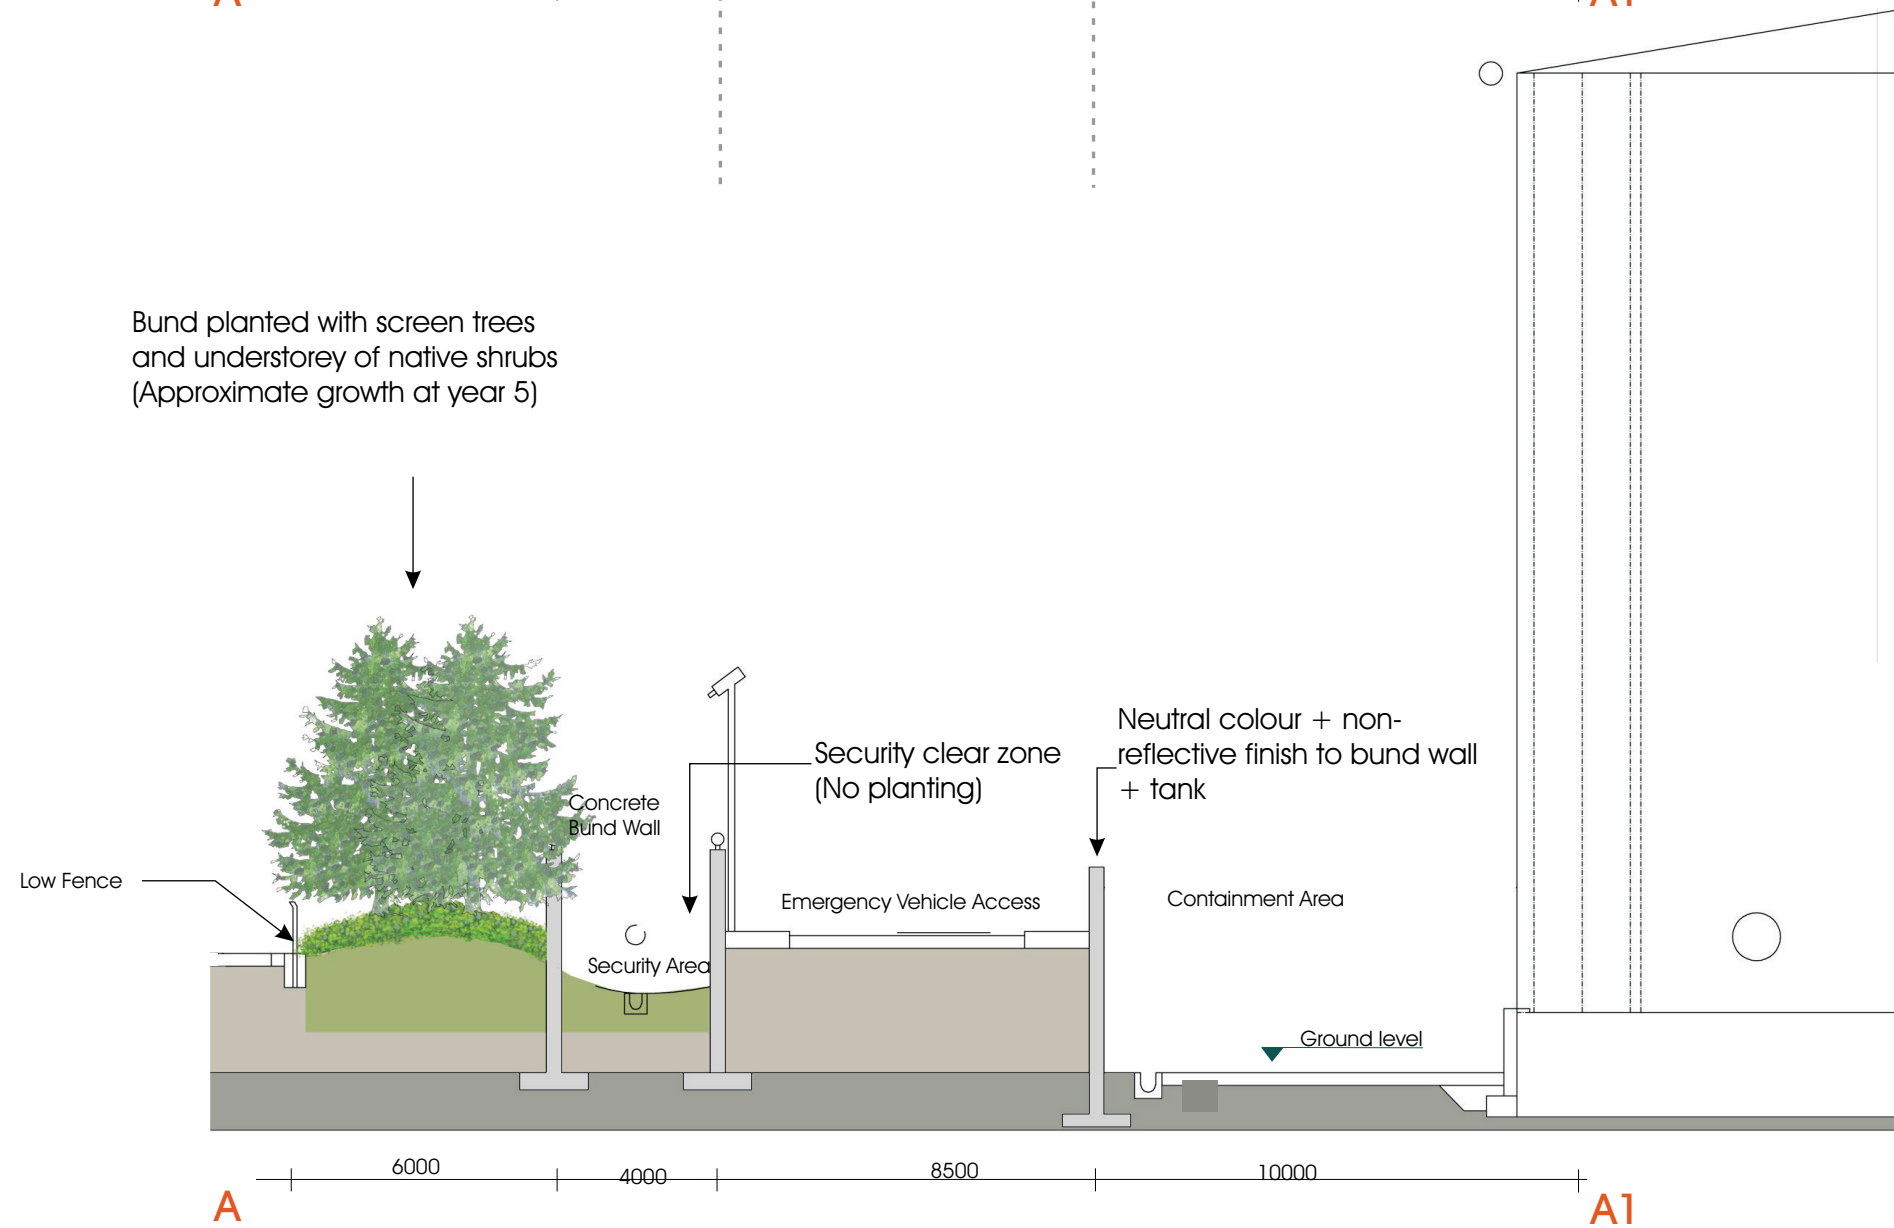 A
A1
Bund planted with screen trees
and understorey of native shrubs
(Approximate growth at year 5)
Neutral colour + non-
reflective finish to bund wall
+ tank
Security clear zone
(No planting)
Concrete
Bund Wall
Low Fence
Emergency Vehicle Access
Containment Area
Security Area
Ground level
6000
4000
8500
10000
A
A1